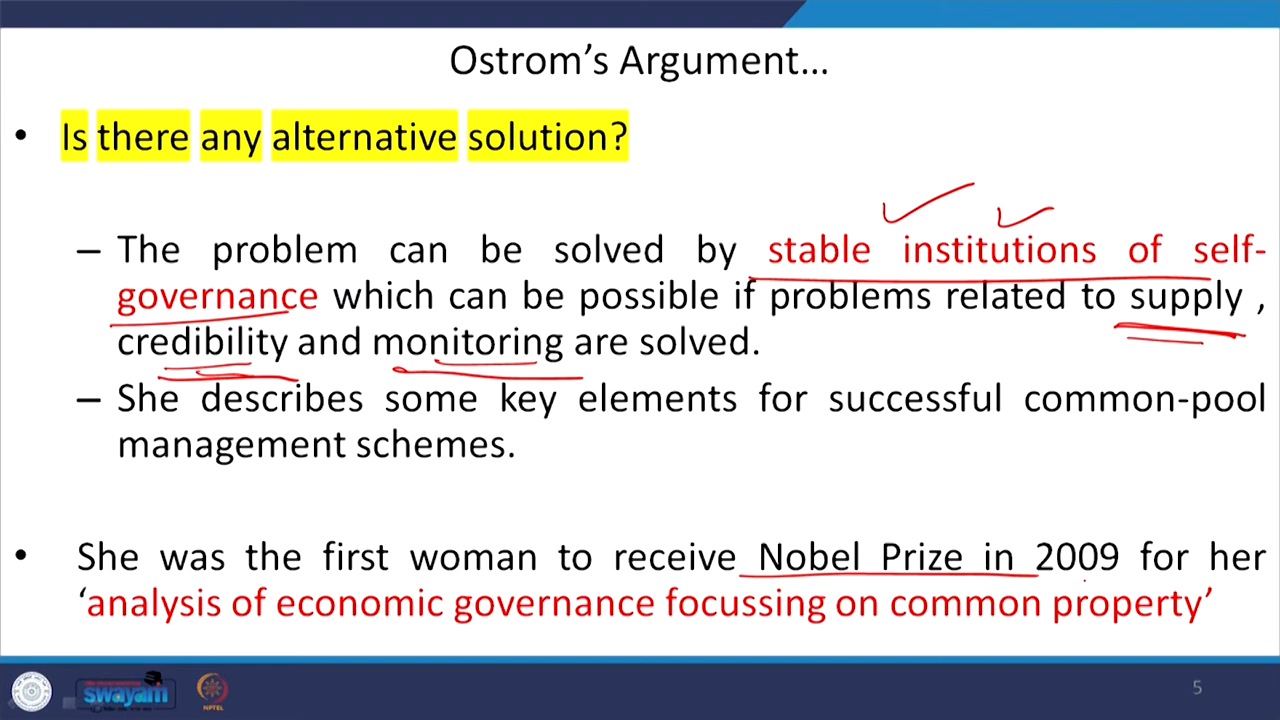 Ostrom's Argument...
• Is there any alternative solution?
– The problem can be solved by stable institutions of self-
governance which can be possible if problems related to supply ,
credibility and monitoring are solved.
– She describes some key elements for successful common-pool
management schemes.
• She was the first woman to receive Nobel Prize in 2009 for her
‘analysis of economic governance focussing on common property’
swayam
NPTEL
5